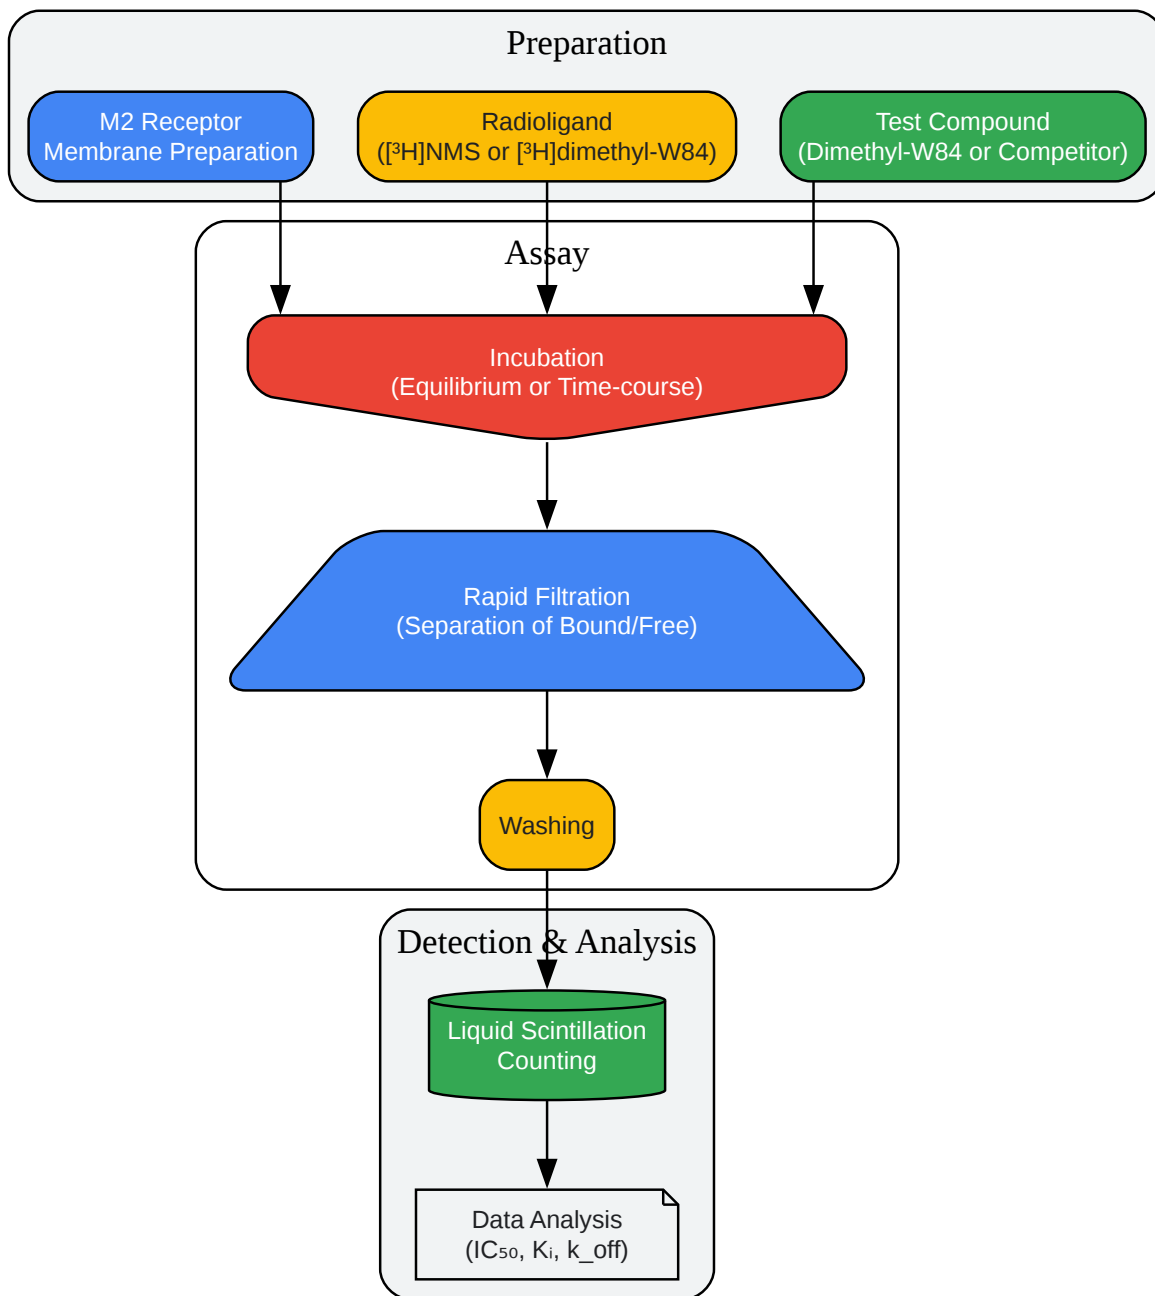 Preparation
M2 Receptor
Membrane Preparation
Radioligand
([³H]NMS or [³H]dimethyl-W84)
Test Compound
(Dimethyl-W84 or Competitor)
Assay
Incubation
(Equilibrium or Time-course)
Rapid Filtration
(Separation of Bound/Free)
Washing
Detection & Analysis
Liquid Scintillation
Counting
Data Analysis
(IC₅₀, Kᵢ, k_off)